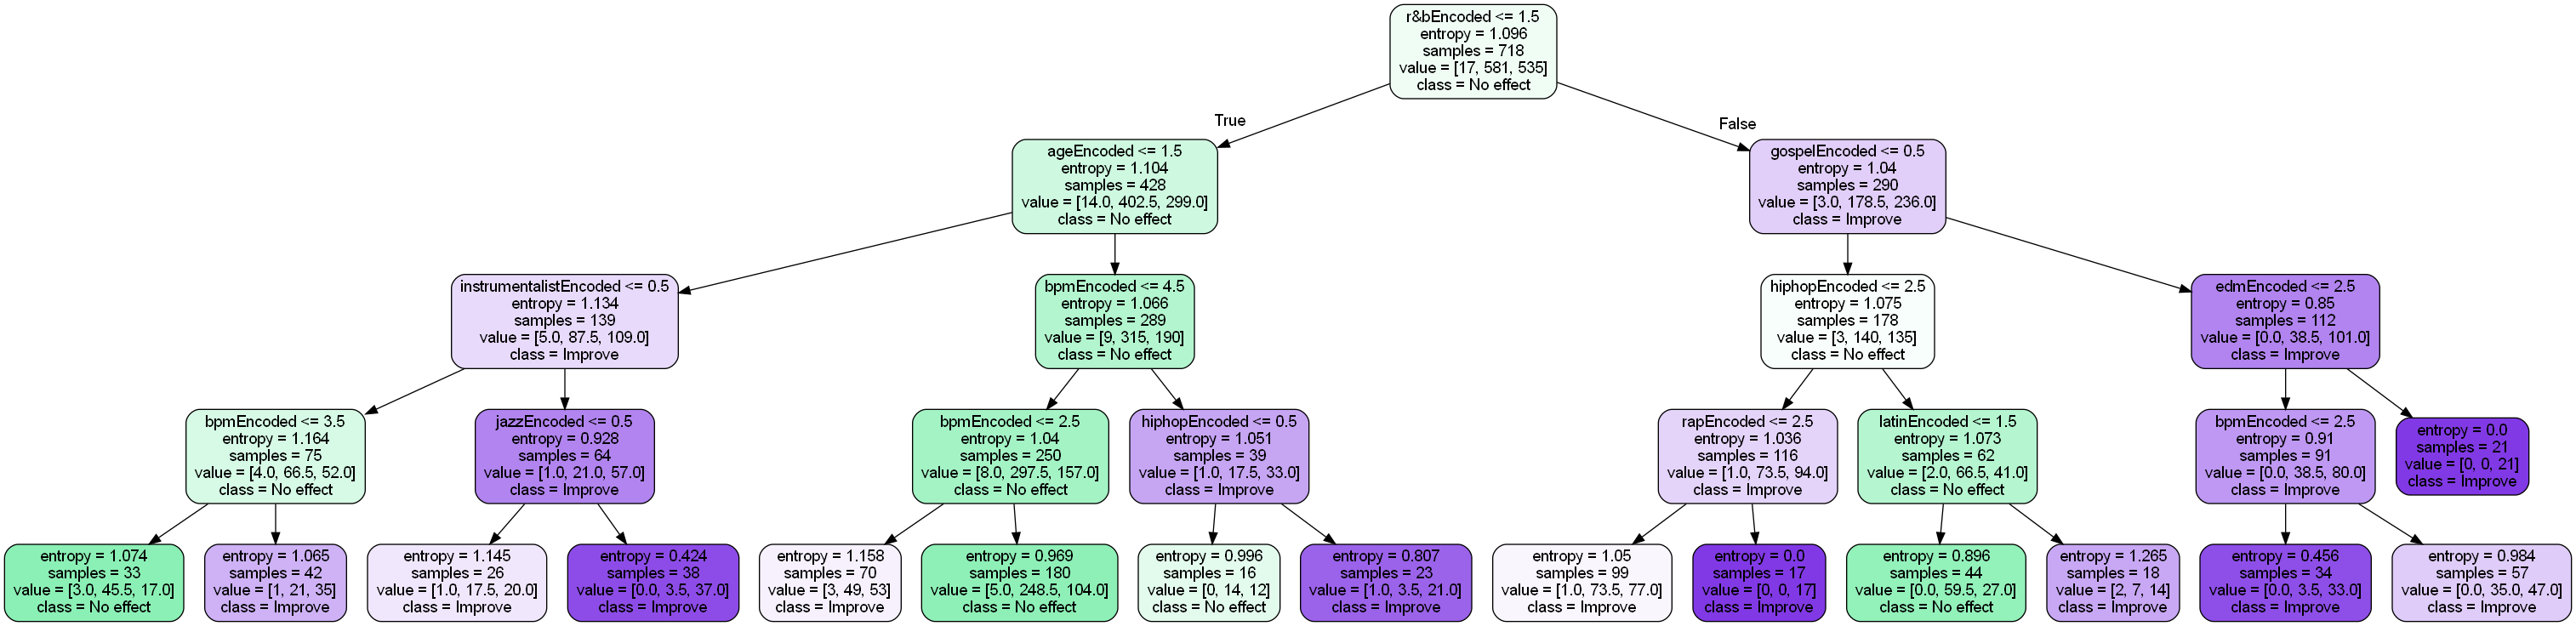 r&bEncoded <= 1.5
entropy = 1.096
samples = 718
value = [17, 581, 535]
class = No effect
True
False
ageEncoded <= 1.5
entropy = 1.104
samples = 428
value = [14.0, 402.5, 299.0]
class = No effect
gospelEncoded <= 0.5
entropy = 1.04
samples = 290
value = [3.0, 178.5, 236.0]
class = Improve
instrumentalistEncoded <= 0.5
entropy = 1.134
samples = 139
value = [5.0, 87.5, 109.0]
class = Improve
bpmEncoded <= 4.5
entropy = 1.066
samples = 289
value = [9, 315, 190]
class = No effect
hiphopEncoded <= 2.5
entropy = 1.075
samples = 178
value = [3, 140, 135]
class = No effect
edmEncoded <= 2.5
entropy = 0.85
samples = 112
value = [0.0, 38.5, 101.0]
class = Improve
bpmEncoded <= 3.5
entropy = 1.164
samples = 75
value = [4.0, 66.5, 52.0]
class = No effect
jazzEncoded <= 0.5
entropy = 0.928
samples = 64
value = [1.0, 21.0, 57.0]
class = Improve
bpmEncoded <= 2.5
entropy = 1.04
samples = 250
value = [8.0, 297.5, 157.0]
class = No effect
hiphopEncoded <= 0.5
entropy = 1.051
samples = 39
value = [1.0, 17.5, 33.0]
class = Improve
rapEncoded <= 2.5
entropy = 1.036
samples = 116
value = [1.0, 73.5, 94.0]
class = Improve
latinEncoded <= 1.5
entropy = 1.073
samples = 62
value = [2.0, 66.5, 41.0]
class = No effect
bpmEncoded <= 2.5
entropy = 0.91
samples = 91
value = [0.0, 38.5, 80.0]
class = Improve
entropy = 0.0
samples = 21
value = [0, 0, 21]
class = Improve
entropy = 1.074
samples = 33
value = [3.0, 45.5, 17.0]
class = No effect
entropy = 1.065
samples = 42
value = [1, 21, 35]
class = Improve
entropy = 1.145
samples = 26
value = [1.0, 17.5, 20.0]
class = Improve
entropy = 0.424
samples = 38
value = [0.0, 3.5, 37.0]
class = Improve
entropy = 1.158
samples = 70
value = [3, 49, 53]
class = Improve
entropy = 0.969
samples = 180
value = [5.0, 248.5, 104.0]
class = No effect
entropy = 0.996
samples = 16
value = [0, 14, 12]
class = No effect
entropy = 0.807
samples = 23
value = [1.0, 3.5, 21.0]
class = Improve
entropy = 1.05
samples = 99
value = [1.0, 73.5, 77.0]
class = Improve
entropy = 0.0
samples = 17
value = [0, 0, 17]
class = Improve
entropy = 0.896
samples = 44
value = [0.0, 59.5, 27.0]
class = No effect
entropy = 1.265
samples = 18
value = [2, 7, 14]
class = Improve
entropy = 0.456
samples = 34
value = [0.0, 3.5, 33.0]
class = Improve
entropy = 0.984
samples = 57
value = [0.0, 35.0, 47.0]
class = Improve